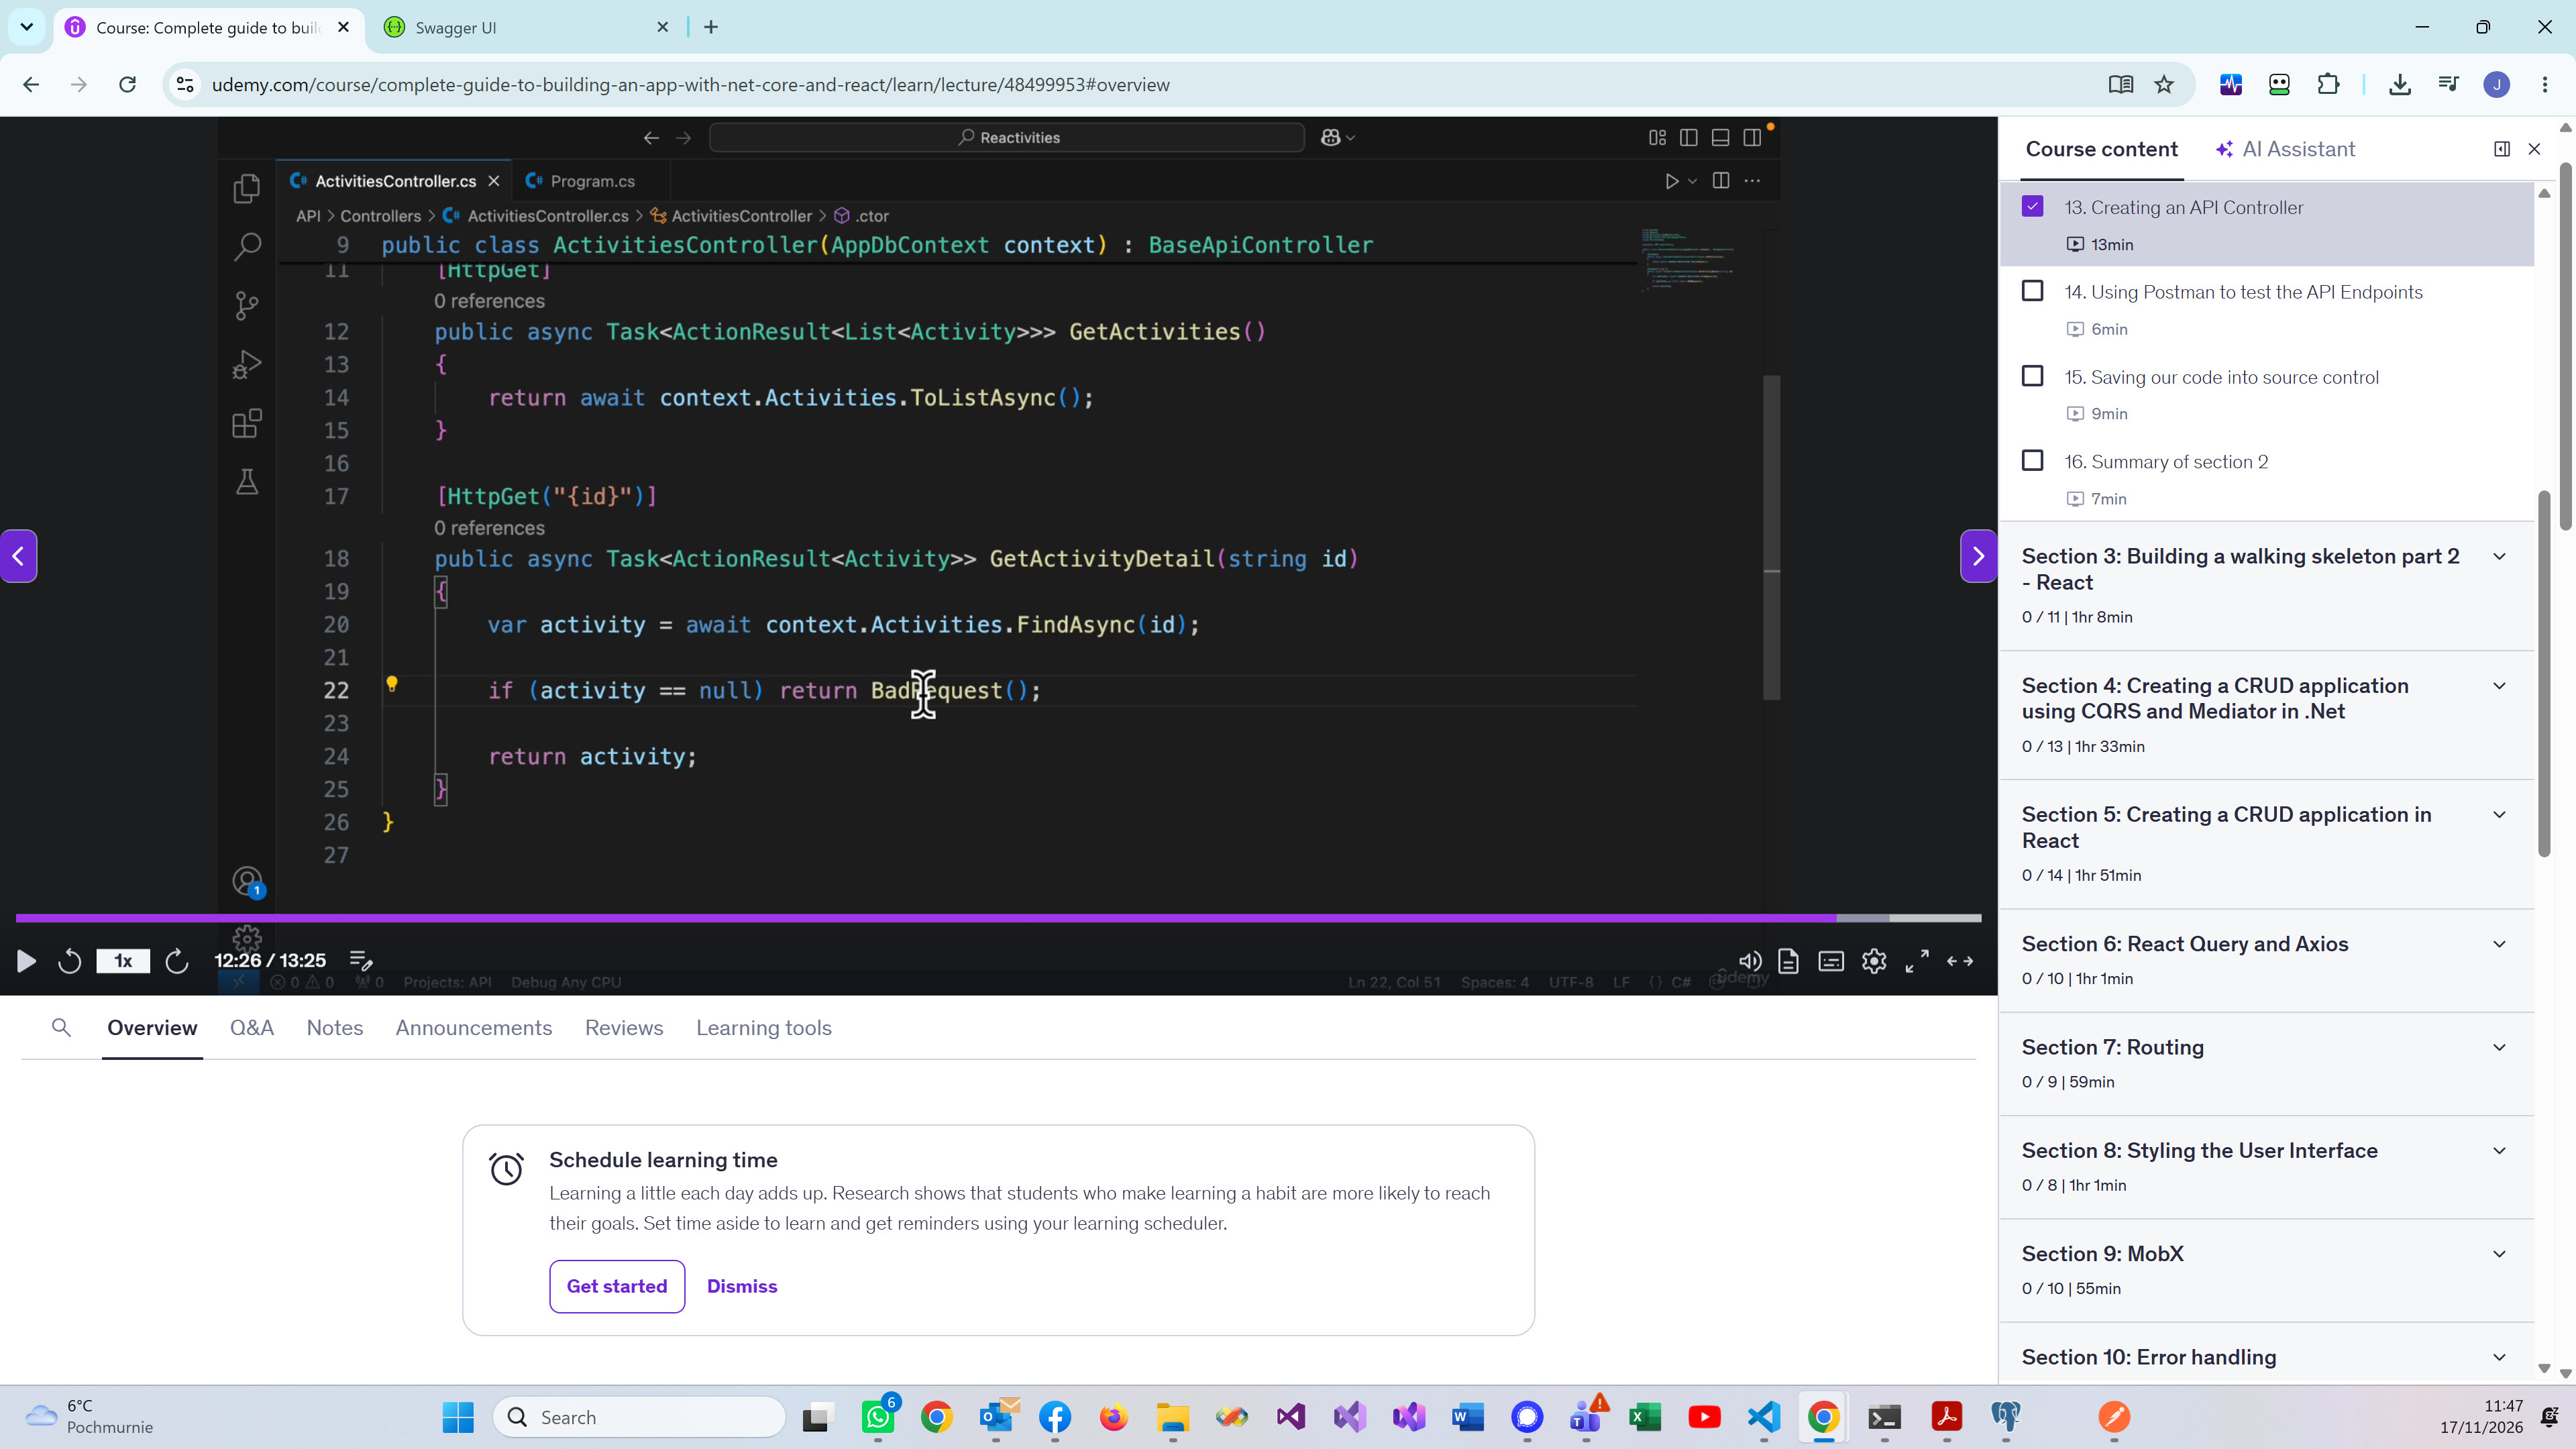 Course: Complete guide to buil
Swagger UI
udemy.com/course/complete-guide-to-building-an-app-with-net-core-and-react/learn/lecture/48499953#overview
J
Reactivities
ActivitiesController.cs
Program.cs
API > Controllers > ActivitiesController.cs > ActivitiesController > .ctor
9 public class ActivitiesController(AppDbContext context) : BaseApiController
11 [HttpGet]
0 references
12 public async Task<ActionResult<List<Activity>>> GetActivities()
13 {
14 return await context.Activities.ToListAsync();
15 }
16
17 [HttpGet("{id}")]
0 references
18 public async Task<ActionResult<Activity>> GetActivityDetail(string id)
19 {
20 var activity = await context.Activities.FindAsync(id);
21
22 if (activity == null) return BadRequest();
23
24 return activity;
25 }
26 }
27
1
1x
12:26 / 13:25
0 0 0 Projects: API Debug Any CPU
Ln 22, Col 51 Spaces: 4 UTF-8 LF {} C#
udemy
Overview
Q&A
Notes
Announcements
Reviews
Learning tools
Schedule learning time
Learning a little each day adds up. Research shows that students who make learning a habit are more likely to reach
their goals. Set time aside to learn and get reminders using your learning scheduler.
Get started
Dismiss
Course content
AI Assistant
13. Creating an API Controller
13min
14. Using Postman to test the API Endpoints
6min
15. Saving our code into source control
9min
16. Summary of section 2
7min
Section 3: Building a walking skeleton part 2
- React
0 / 11 | 1hr 8min
Section 4: Creating a CRUD application
using CQRS and Mediator in .Net
0 / 13 | 1hr 33min
Section 5: Creating a CRUD application in
React
0 / 14 | 1hr 51min
Section 6: React Query and Axios
0 / 10 | 1hr 1min
Section 7: Routing
0 / 9 | 59min
Section 8: Styling the User Interface
0 / 8 | 1hr 1min
Section 9: MobX
0 / 10 | 55min
Section 10: Error handling
6°C
Pochmurnie
Search
6
11:47
17/11/2026